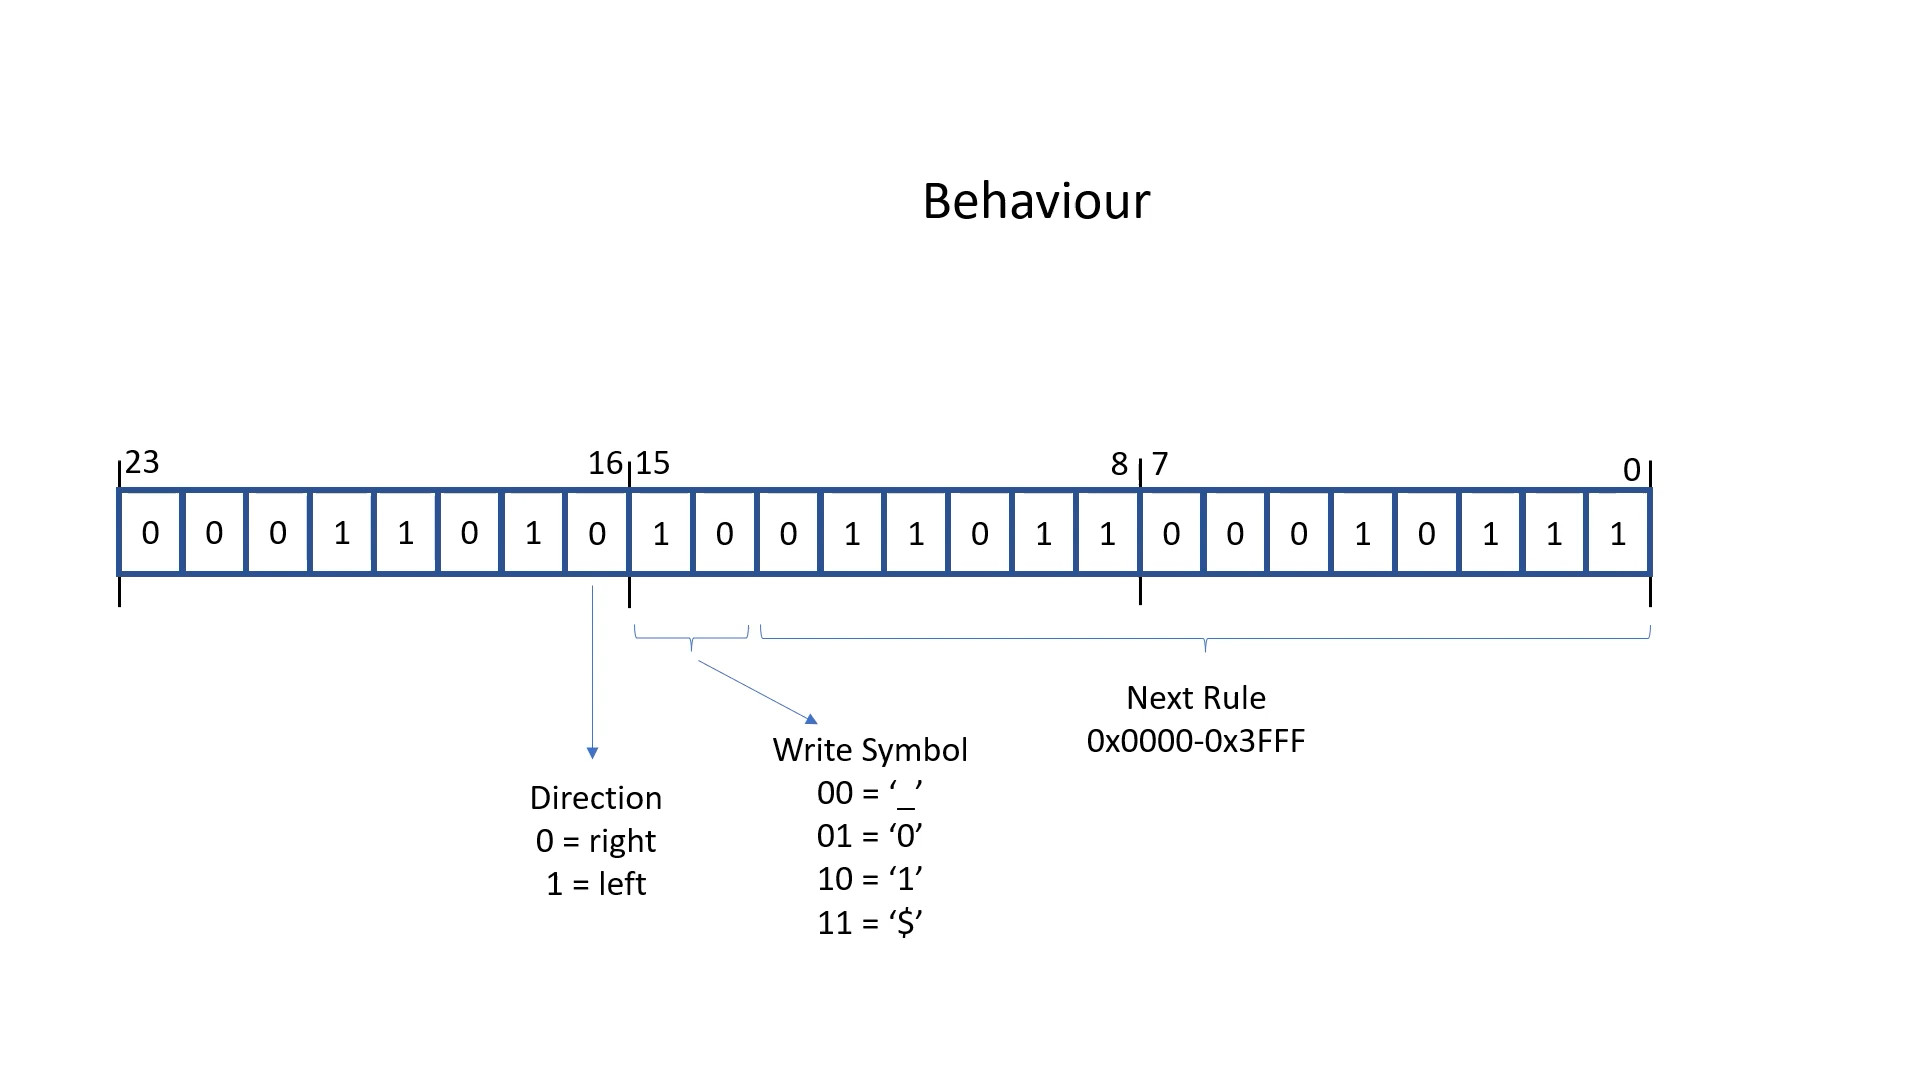 Behaviour
23 16 15 8 7 0
0 0 0 1 1 0 1 0 1 0 0 1 1 0 1 1 0 0 0 1 0 1 1 1
Direction
0 = right
1 = left
Write Symbol
00 = ‘_’
01 = ‘0’
10 = ‘1’
11 = ‘$’
Next Rule
0x0000-0x3FFF